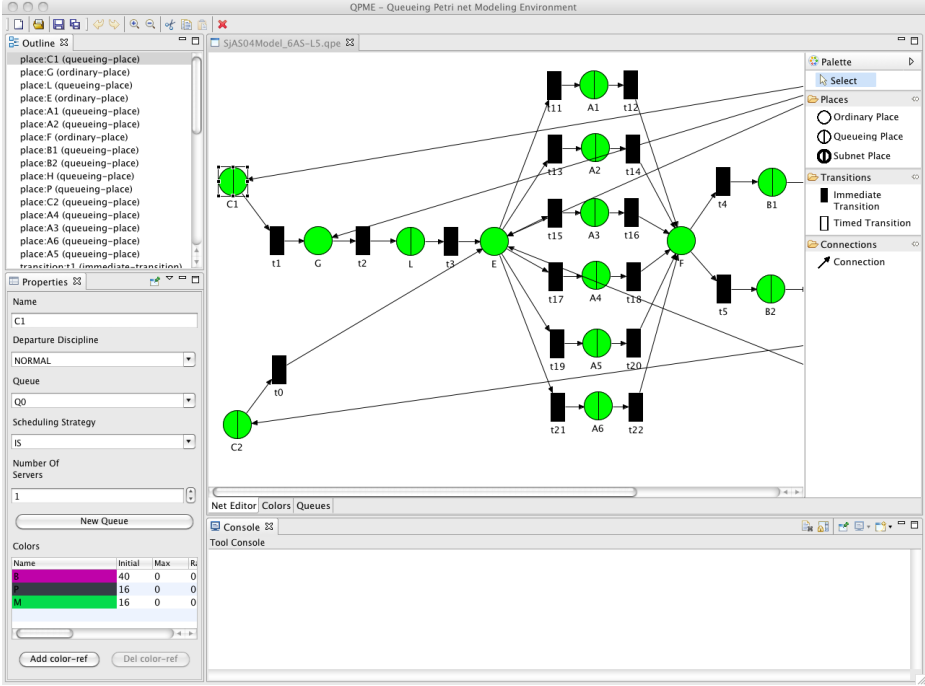 QPME – Queueing Petri net Modeling Environment
Outline
place:C1 (queueing-place)
place:G (ordinary-place)
place:L (queueing-place)
place:E (ordinary-place)
place:A1 (queueing-place)
place:A2 (queueing-place)
place:F (ordinary-place)
place:B1 (queueing-place)
place:B2 (queueing-place)
place:H (queueing-place)
place:P (queueing-place)
place:C2 (queueing-place)
place:A4 (queueing-place)
place:A3 (queueing-place)
place:A6 (queueing-place)
place:A5 (queueing-place)
transition:t1 (immediate-transition)
Properties
Name
C1
Departure Discipline
NORMAL
Queue
Q0
Scheduling Strategy
IS
Number Of
Servers
1
New Queue
Colors
Name Initial Max Ra
B 40 0 0
P 16 0 0
M 16 0 0
Add color-ref Del color-ref
SjAS04Model_6AS-L5.qpe
t11 A1 t12
t13 A2 t14
C1 t4 B1
t15 A3 t16
t1 G t2 L t3 E F
t17 A4 t18
t5 B2
t19 A5 t20
t0
t21 A6 t22
C2
Net Editor Colors Queues
Palette
Select
Places
Ordinary Place
Queueing Place
Subnet Place
Transitions
Immediate
Transition
Timed Transition
Connections
Connection
Console
Tool Console